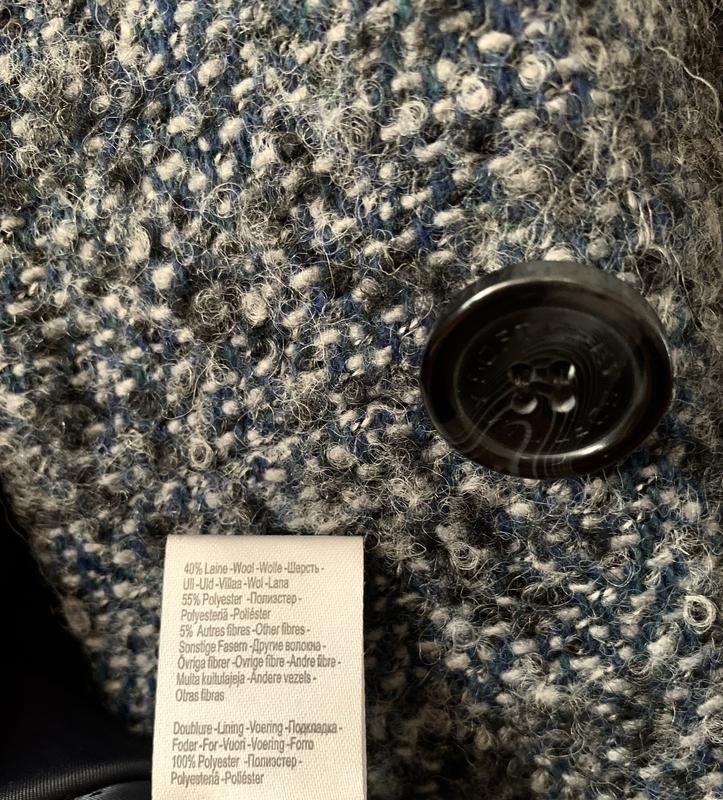 40% Laine -Wool -Wolle -Шерсть -
Ull -Uld -Villaa -Wol -Lana
55% Polyester -Полиэстер -
Polyesteriä -Poliéster
5% Autres fibres -Other fibres -
Sonstige Fasern -Другие волокна -
Övriga fibrer -Ovrige fibre -Andre fibre -
Muita kuitulajeja -Andere vezels -
Otras fibras
Doublure -Lining -Voering -Подкладка -
Foder -For -Vuori -Voering -Forro
100% Polyester -Полиэстер -
Polyesteriä -Poliéster